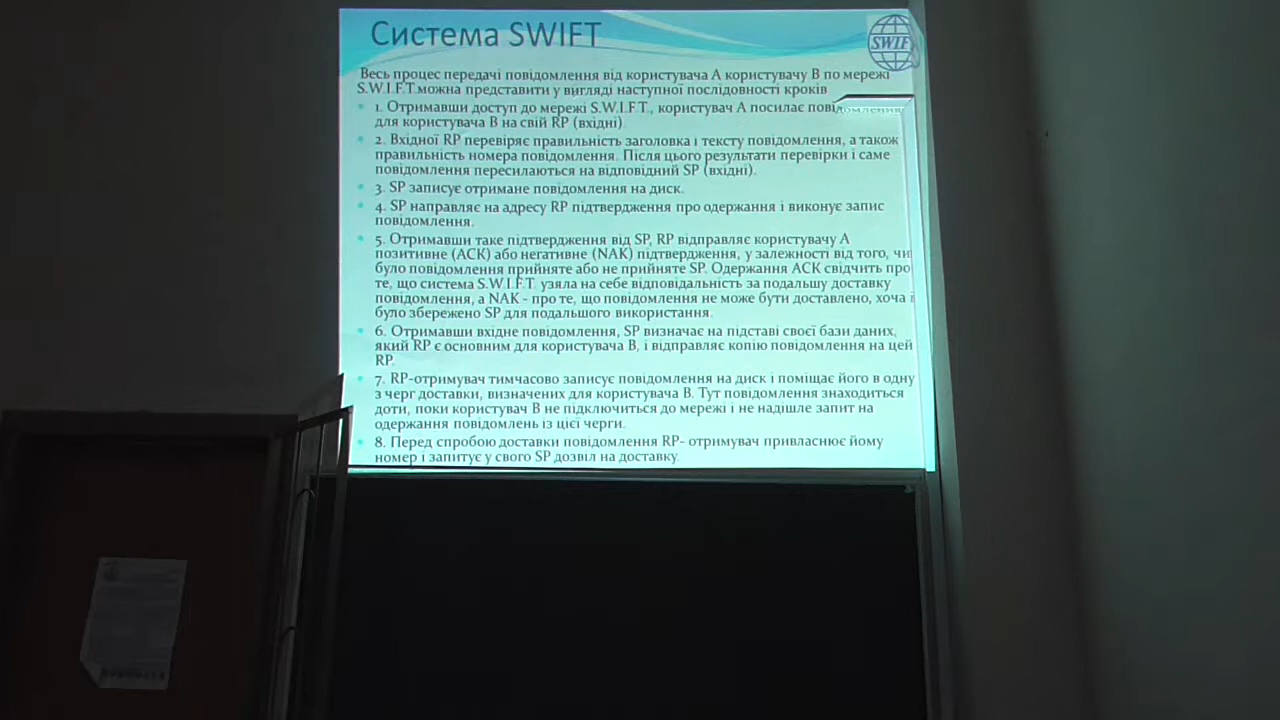 Система SWIFT
SWIF
Весь процес передачі повідомлення від користувача А користувачу В по мережі
S.W.I.F.T.можна представити у вигляді наступної послідовності кроків
1. Отримавши доступ до мережі S.W.I.F.T., користувач А посилає повідомлення
для користувача В на свій RP (вхідні).
2. Вхідної RP перевіряє правильність заголовка і тексту повідомлення, а також
правильність номера повідомлення. Після цього результати перевірки і саме
повідомлення пересилаються на відповідний SP (вхідні).
3. SP записує отримане повідомлення на диск.
4. SP направляє на адресу RP підтвердження про одержання і виконує запис
повідомлення.
5. Отримавши таке підтвердження від SP, RP відправляє користувачу А
позитивне (АСК) або негативне (NAK) підтвердження, у залежності від того, чи
було повідомлення прийняте або не прийняте SP. Одержання АСК свідчить про
те, що система S.W.I.F.T. узяла на себе відповідальність за подальшу доставку
повідомлення, а NAK - про те, що повідомлення не може бути доставлено, хоча і
було збережено SP для подальшого використання.
6. Отримавши вхідне повідомлення, SP визначає на підставі своєї бази даних,
який RP є основним для користувача В, і відправляє копію повідомлення на цей
RP.
7. RP-отримувач тимчасово записує повідомлення на диск і поміщає його в одну
з черг доставки, визначених для користувача В. Тут повідомлення знаходиться
доти, поки користувач В не підключиться до мережі і не надішле запит на
одержання повідомлень із цієї черги.
8. Перед спробою доставки повідомлення RP- отримувач привласнює йому
номер і запитує у свого SP дозвіл на доставку.